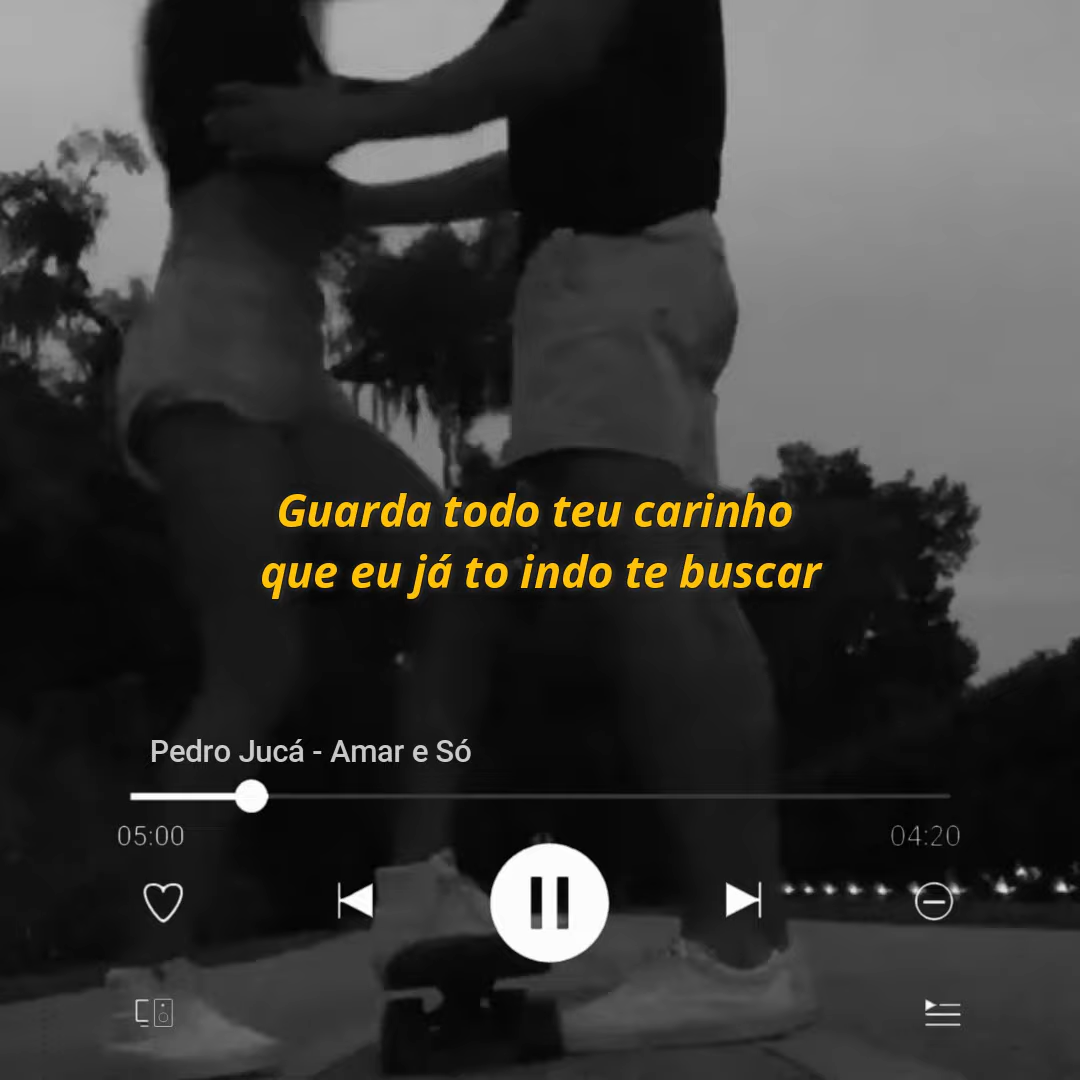 Guarda todo teu carinho
que eu já to indo te buscar
Pedro Jucá - Amar e Só
05:00
04:20